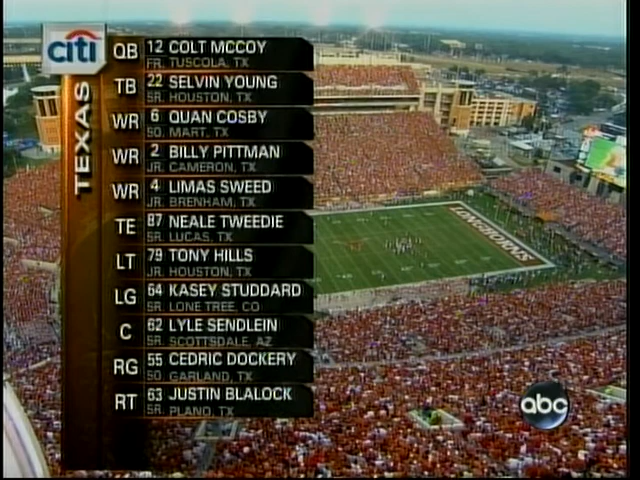 citi
TEXAS
QB 12 COLT MCCOY
FR. TUSCOLA, TX
TB 22 SELVIN YOUNG
SR. HOUSTON, TX
WR 6 QUAN COSBY
SO. MART, TX
WR 2 BILLY PITTMAN
JR. CAMERON, TX
WR 4 LIMAS SWEED
JR. BRENHAM, TX
TE 87 NEALE TWEEDIE
SR. LUCAS, TX
LT 79 TONY HILLS
JR. HOUSTON, TX
LG 64 KASEY STUDDARD
SR. LONE TREE, CO
C 62 LYLE SENDLEIN
SR. SCOTTSDALE, AZ
RG 55 CEDRIC DOCKERY
SO. GARLAND, TX
RT 63 JUSTIN BLALOCK
SR. PLANO, TX
LONGHORNS
abc